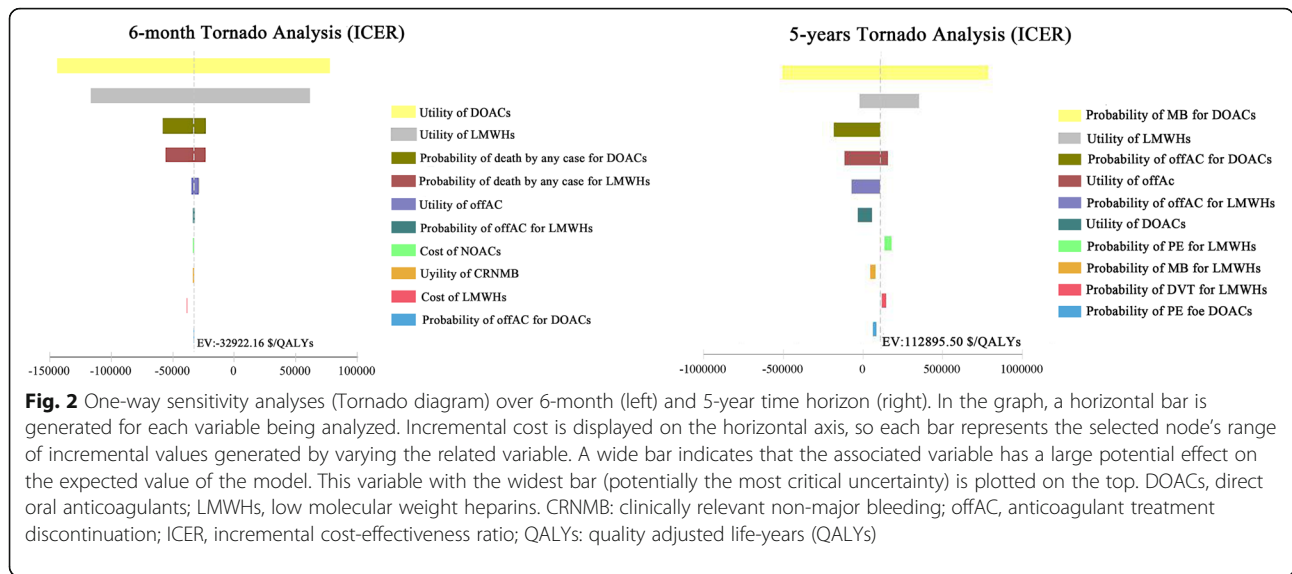 6-month Tornado Analysis (ICER)
Utility of DOACs
Utility of LMWHs
Probability of death by any case for DOACs
Probability of death by any case for LMWHs
Utility of offAC
Probability of offAC for LMWHs
Cost of NOACs
Uyility of CRNMB
Cost of LMWHs
Probability of offAC for DOACs
EV:-32922.16 $/QALYs
-150000 -100000 -50000 0 50000 100000
5-years Tornado Analysis (ICER)
Probability of MB for DOACs
Utility of LMWHs
Probability of offAC for DOACs
Utility of offAc
Probability of offAC for LMWHs
Utility of DOACs
Probability of PE for LMWHs
Probability of MB for LMWHs
Probability of DVT for LMWHs
Probability of PE foe DOACs
EV:112895.50 $/QALYs
-1000000 -500000 0 500000 1000000
Fig. 2 One-way sensitivity analyses (Tornado diagram) over 6-month (left) and 5-year time horizon (right). In the graph, a horizontal bar is
generated for each variable being analyzed. Incremental cost is displayed on the horizontal axis, so each bar represents the selected node's range
of incremental values generated by varying the related variable. A wide bar indicates that the associated variable has a large potential effect on
the expected value of the model. This variable with the widest bar (potentially the most critical uncertainty) is plotted on the top. DOACs, direct
oral anticoagulants; LMWHs, low molecular weight heparins. CRNMB: clinically relevant non-major bleeding; offAC, anticoagulant treatment
discontinuation; ICER, incremental cost-effectiveness ratio; QALYs: quality adjusted life-years (QALYs)